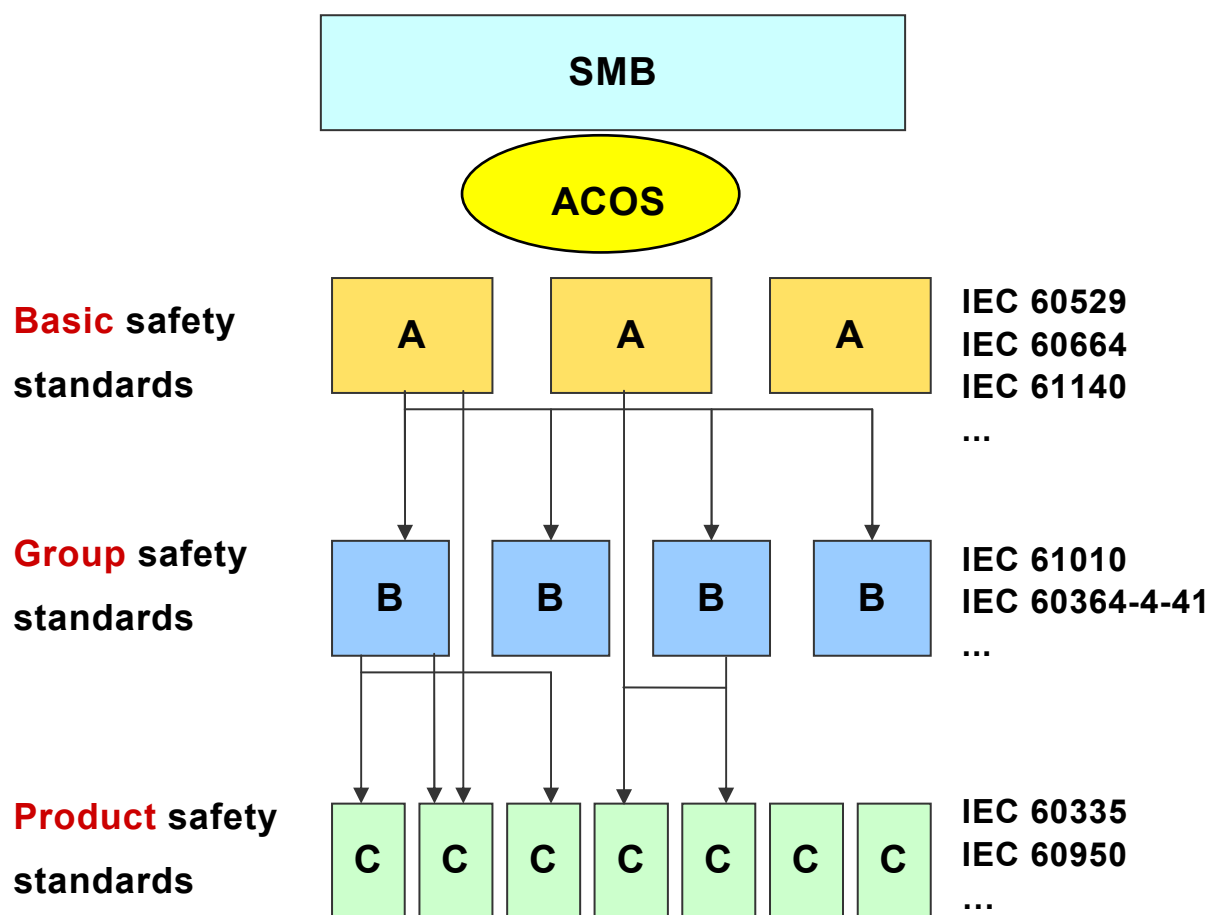 SMB
ACOS
Basic safety
standards
A A A
IEC 60529
IEC 60664
IEC 61140
...
Group safety
standards
B B B B
IEC 61010
IEC 60364-4-41
...
Product safety
standards
C C C C C C C
IEC 60335
IEC 60950
...